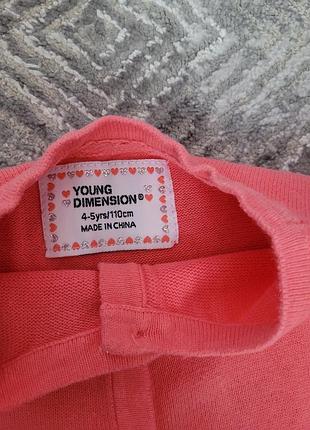 YOUNG
DIMENSION®
4-5yrs/110cm
MADE IN CHINA